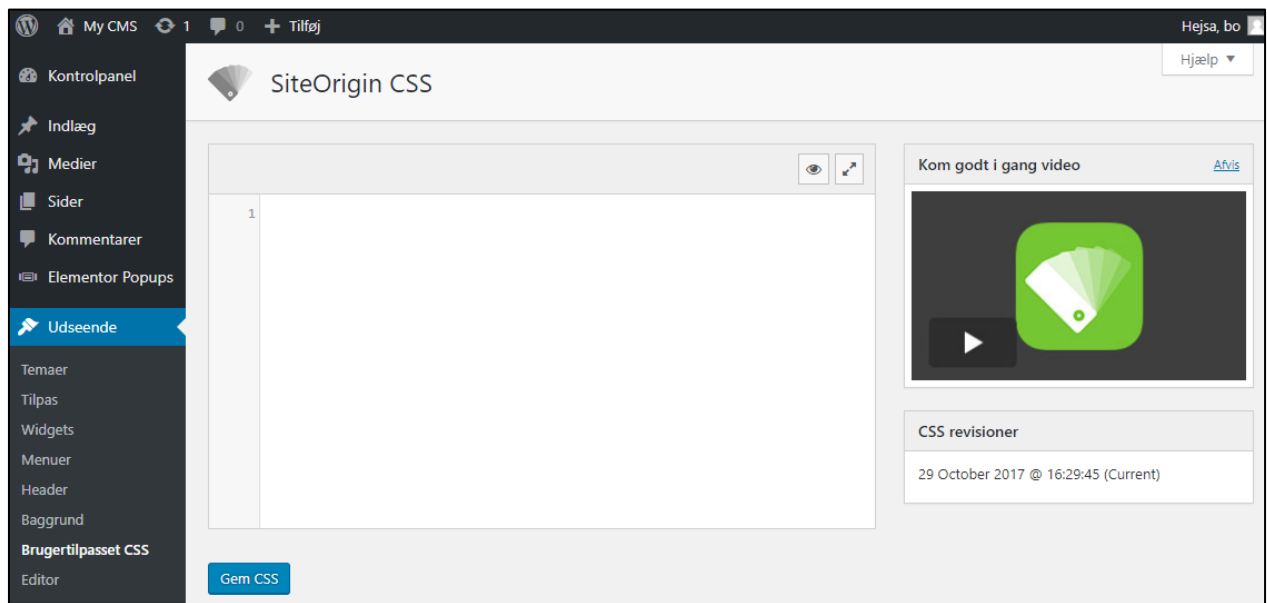 My CMS 1 0 + Tilføj Hejsa, bo
Hjælp ▼
Kontrolpanel
Indlæg
Medier
Sider
Kommentarer
Elementor Popups
Udseende
Temaer
Tilpas
Widgets
Menuer
Header
Baggrund
Brugertilpasset CSS
Editor
SiteOrigin CSS
1
Gem CSS
Kom godt i gang video Afvis
CSS revisioner
29 October 2017 @ 16:29:45 (Current)